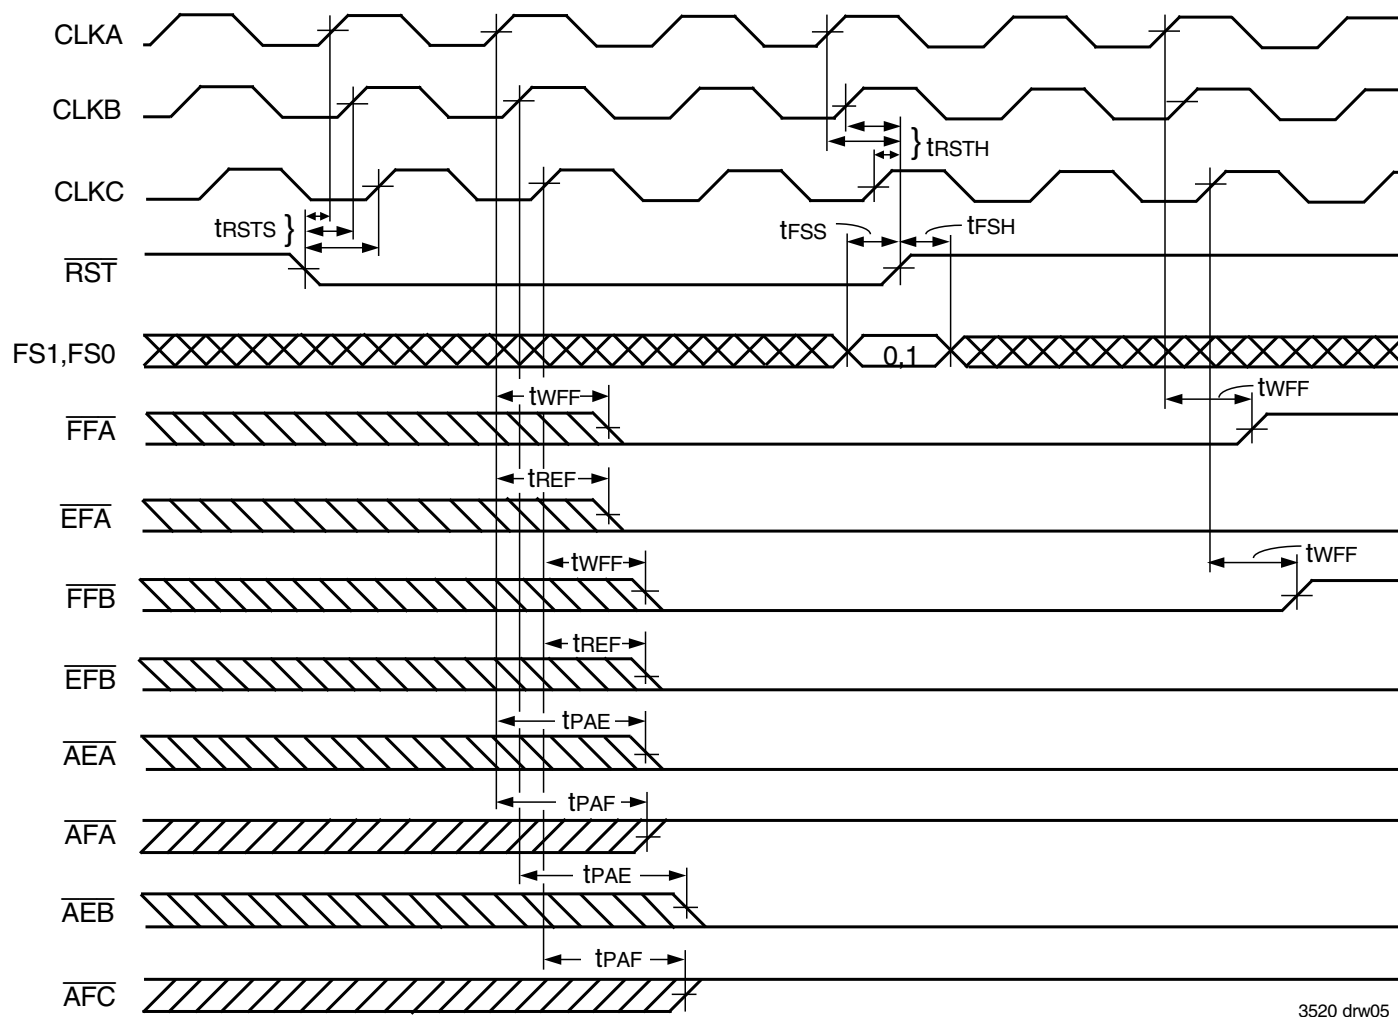 CLKA
CLKB
} tRSTH
CLKC
tRSTS }
tFSS
tFSH
RST
FS1,FS0
0,1
tWFF
tWFF
FFA
tREF
EFA
tWFF
tWFF
FFB
tREF
EFB
tPAE
AEA
tPAF
AFA
tPAE
AEB
tPAF
AFC
3520 drw05